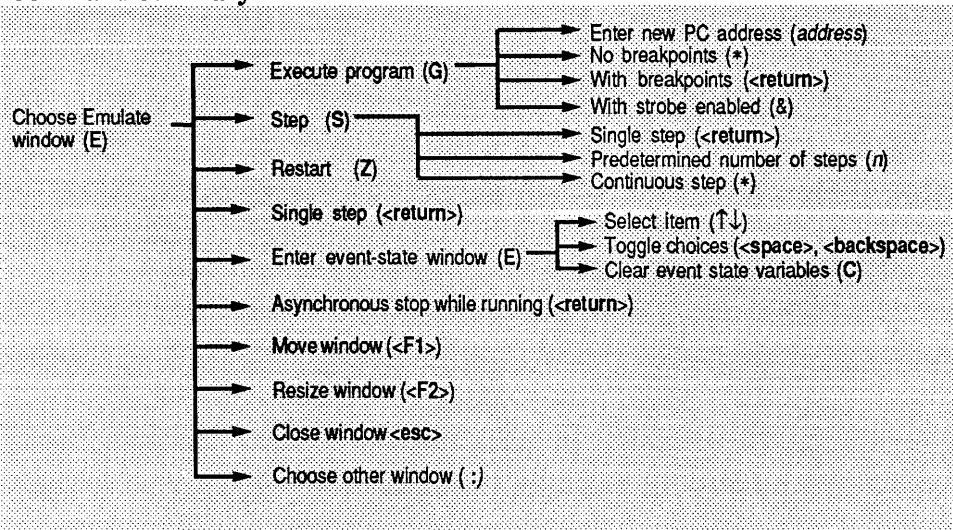 Choose Emulate
window (E)
Execute program (G)
Enter new PC address (address)
No breakpoints (*)
With breakpoints (<return>)
With strobe enabled (&)
Step (S)
Single step (<return>)
Predetermined number of steps (n)
Continuous step (*)
Restart (Z)
Single step (<return>)
Enter event-state window (E)
Select item (↑↓)
Toggle choices (<space>, <backspace>)
Clear event state variables (C)
Asynchronous stop while running (<return>)
Move window (<F1>)
Resize window (<F2>)
Close window <esc>
Choose other window ( :)